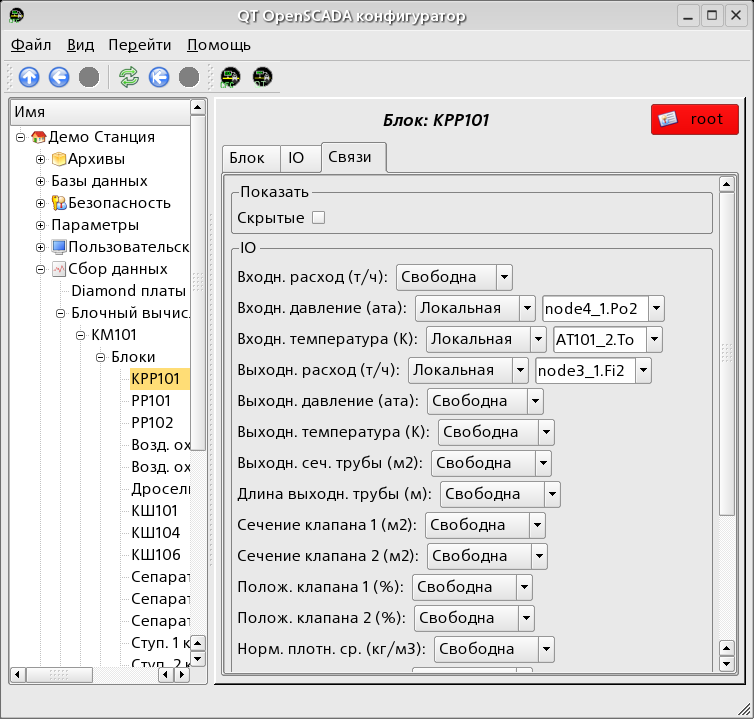 QT OpenSCADA конфигуратор
Файл Вид Перейти Помощь
Имя
Демо Станция
Архивы
Базы данных
Безопасность
Параметры
Пользовательск
Сбор данных
Diamond платы
Блочный вычис.
КМ101
Блоки
КРР101
РР101
РР102
Возд. ох
Возд. ох
Дросел
КШ101
КШ104
КШ106
Сепарат
Сепарат
Сепарат
Ступ. 1 к
Ступ. 2 к
Блок: КРР101
root
Блок IO Связи
Показать
Скрытые
IO
Входн. расход (т/ч): Свободна
Входн. давление (ата): Локальная node4_1.Po2
Входн. температура (К): Локальная AT101_2.To
Выходн. расход (т/ч): Локальная node3_1.Fi2
Выходн. давление (ата): Свободна
Выходн. температура (К): Свободна
Выходн. сеч. трубы (м2): Свободна
Длина выходн. трубы (м): Свободна
Сечение клапана 1 (м2): Свободна
Сечение клапана 2 (м2): Свободна
Полож. клапана 1 (%): Свободна
Полож. клапана 2 (%): Свободна
Норм. плотн. ср. (кг/м3): Свободна